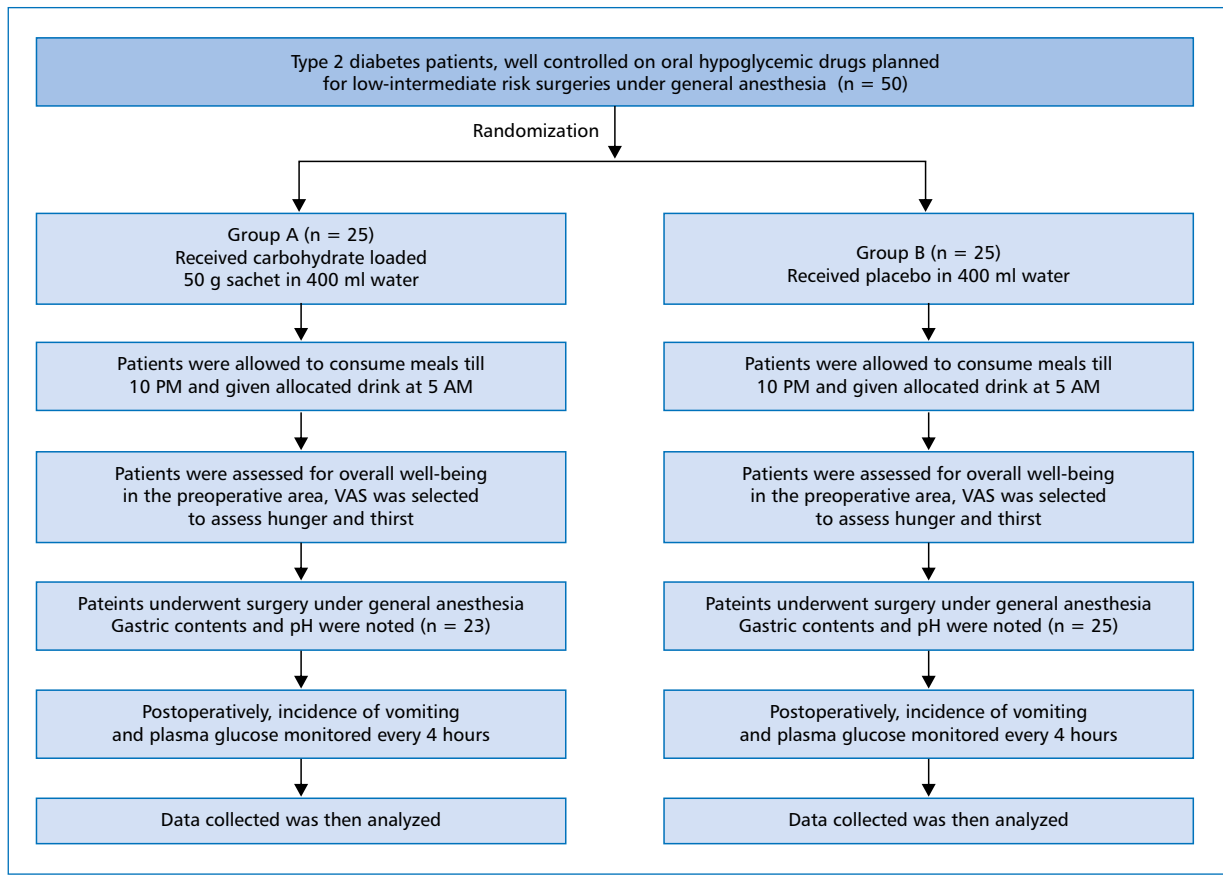 Type 2 diabetes patients, well controlled on oral hypoglycemic drugs planned
for low-intermediate risk surgeries under general anesthesia (n = 50)
Randomization
Group A (n = 25)
Received carbohydrate loaded
50 g sachet in 400 ml water
Group B (n = 25)
Received placebo in 400 ml water
Patients were allowed to consume meals till
10 PM and given allocated drink at 5 AM
Patients were allowed to consume meals till
10 PM and given allocated drink at 5 AM
Patients were assessed for overall well-being
in the preoperative area, VAS was selected
to assess hunger and thirst
Patients were assessed for overall well-being
in the preoperative area, VAS was selected
to assess hunger and thirst
Pateints underwent surgery under general anesthesia
Gastric contents and pH were noted (n = 23)
Pateints underwent surgery under general anesthesia
Gastric contents and pH were noted (n = 25)
Postoperatively, incidence of vomiting
and plasma glucose monitored every 4 hours
Postoperatively, incidence of vomiting
and plasma glucose monitored every 4 hours
Data collected was then analyzed
Data collected was then analyzed